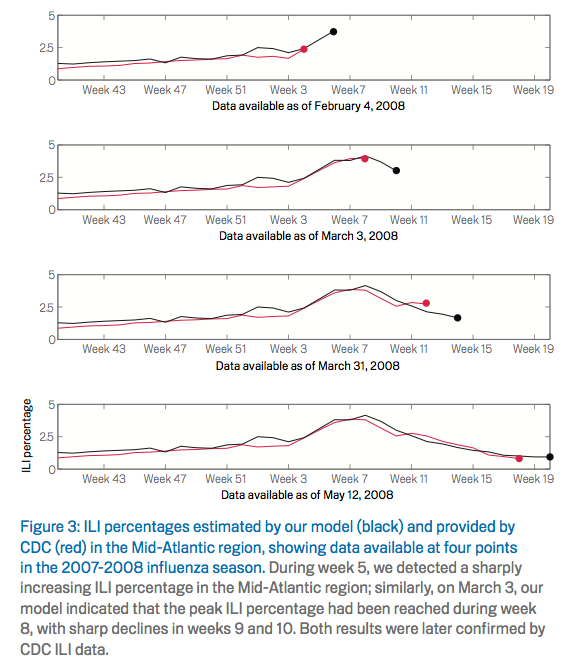 5
2.5
0
Week 43 Week 47 Week 51 Week 3 Week 7 Week 11 Week 15 Week 19
Data available as of February 4, 2008
5
2.5
0
Week 43 Week 47 Week 51 Week 3 Week 7 Week 11 Week 15 Week 19
Data available as of March 3, 2008
5
2.5
0
Week 43 Week 47 Week 51 Week 3 Week 7 Week 11 Week 15 Week 19
Data available as of March 31, 2008
ILI percentage
5
2.5
0
Week 43 Week 47 Week 51 Week 3 Week 7 Week 11 Week 15 Week 19
Data available as of May 12, 2008
Figure 3: ILI percentages estimated by our model (black) and provided by
CDC (red) in the Mid-Atlantic region, showing data available at four points
in the 2007-2008 influenza season. During week 5, we detected a sharply
increasing ILI percentage in the Mid-Atlantic region; similarly, on March 3, our
model indicated that the peak ILI percentage had been reached during week
8, with sharp declines in weeks 9 and 10. Both results were later confirmed by
CDC ILI data.